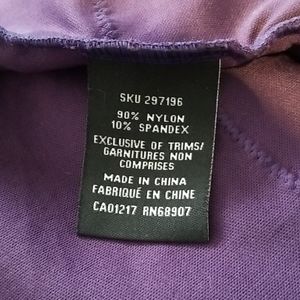 SKU 297196
90% NYLON
10% SPANDEX
EXCLUSIVE OF TRIMS/
GARNITURES NON
COMPRISES
MADE IN CHINA
FABRIQUÉ EN CHINE
CA01217 RN68907